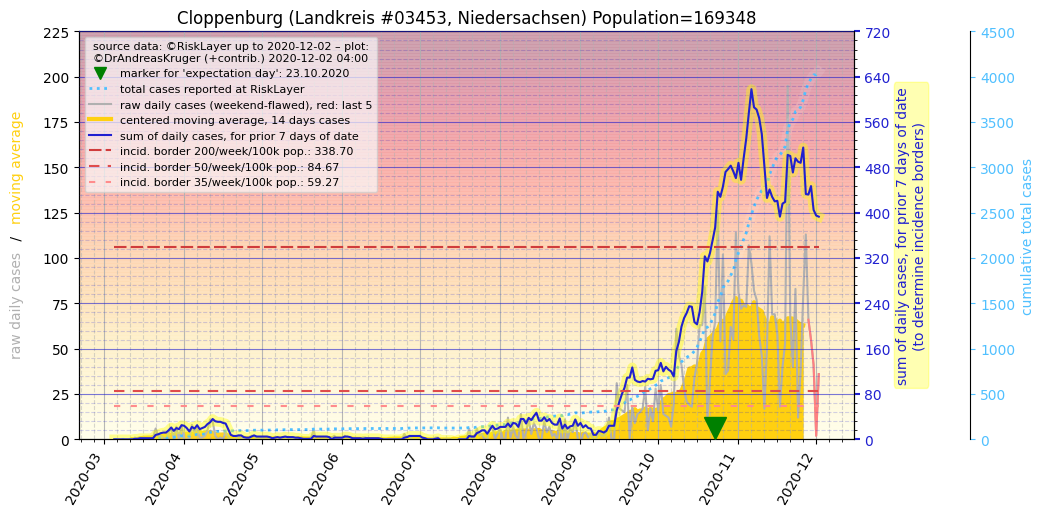 Cloppenburg (Landkreis #03453, Niedersachsen) Population=169348
source data: ©RiskLayer up to 2020-12-02 – plot:
©DrAndreasKruger (+contrib.) 2020-12-02 04:00
marker for 'expectation day': 23.10.2020
total cases reported at RiskLayer
raw daily cases (weekend-flawed), red: last 5
centered moving average, 14 days cases
sum of daily cases, for prior 7 days of date
incid. border 200/week/100k pop.: 338.70
incid. border 50/week/100k pop.: 84.67
incid. border 35/week/100k pop.: 59.27
raw daily cases / moving average
225
200
175
150
125
100
75
50
25
0
2020-03
2020-04
2020-05
2020-06
2020-07
2020-08
2020-09
2020-10
2020-11
2020-12
720
640
560
480
400
320
240
160
80
0
sum of daily cases, for prior 7 days of date
(to determine incidence borders)
4500
4000
3500
3000
2500
2000
1500
1000
500
0
cumulative total cases